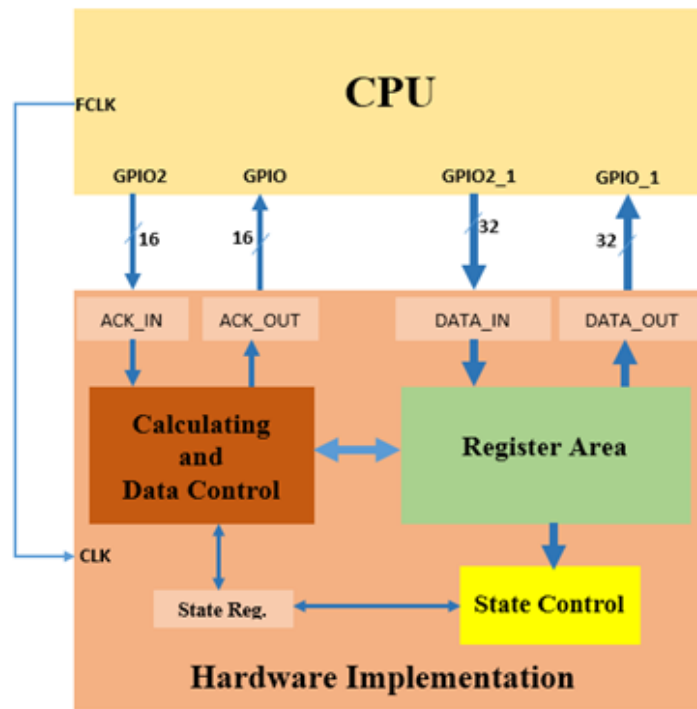 CPU
FCLK
GPIO2
GPIO
GPIO2_1
GPIO_1
16
16
32
32
ACK_IN
ACK_OUT
DATA_IN
DATA_OUT
Calculating
and
Data Control
Register Area
CLK
State Reg.
State Control
Hardware Implementation